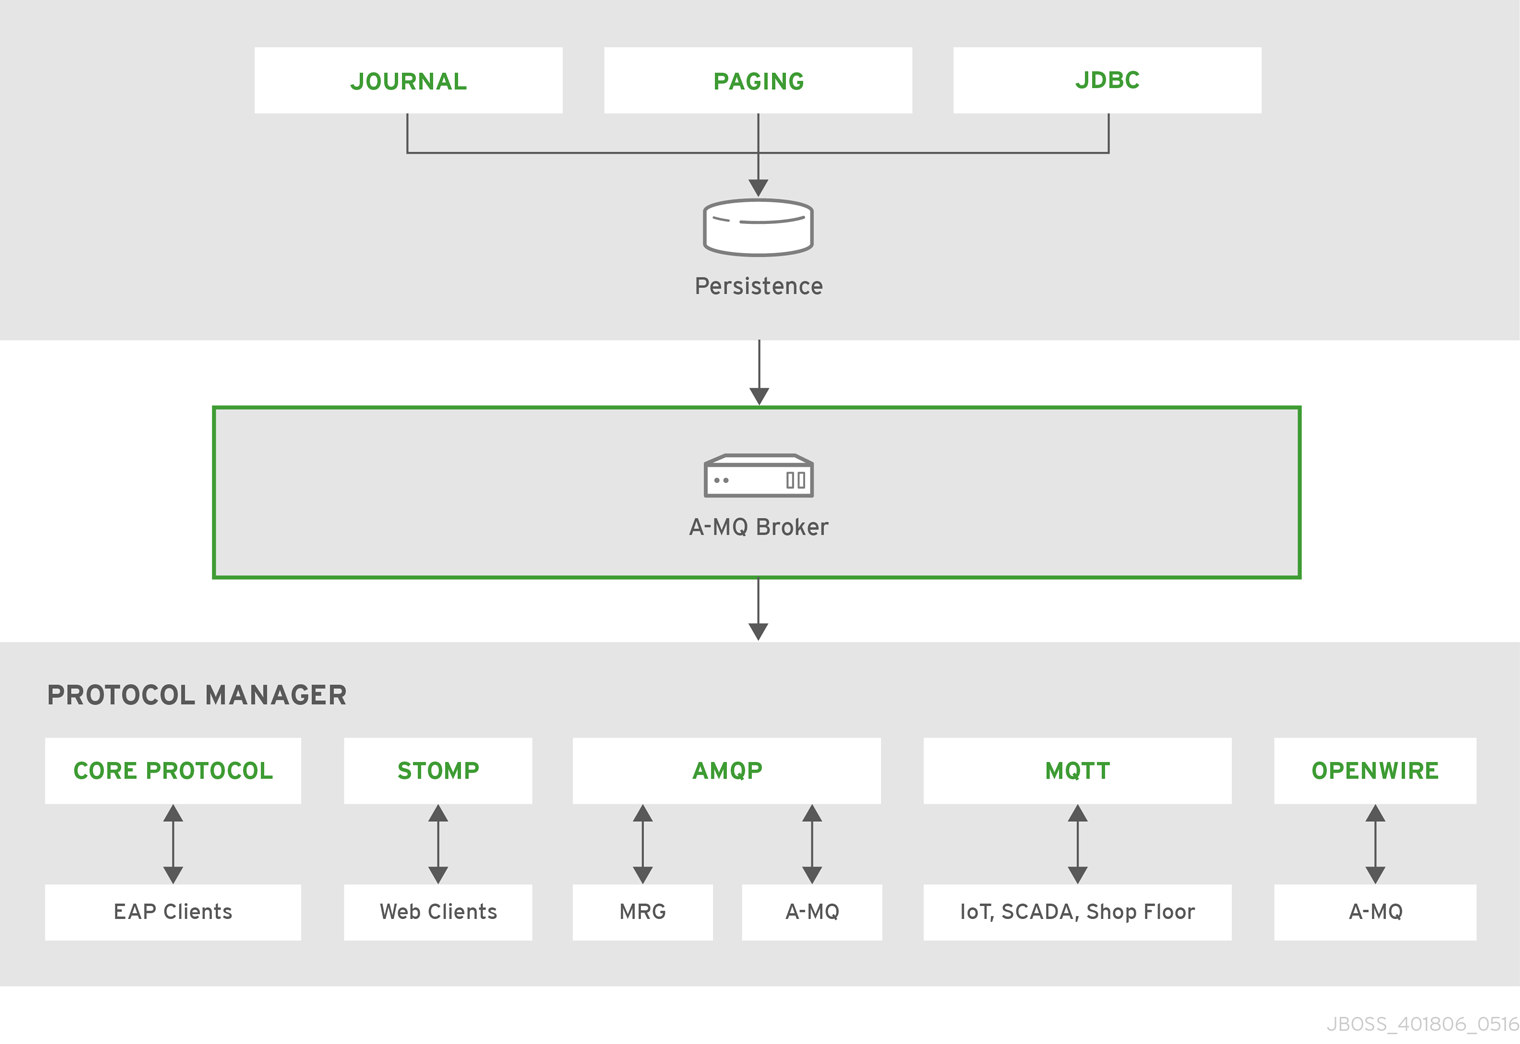 JOURNAL
PAGING
JDBC
Persistence
A-MQ Broker
PROTOCOL MANAGER
CORE PROTOCOL
STOMP
AMQP
MQTT
OPENWIRE
EAP Clients
Web Clients
MRG
A-MQ
IoT, SCADA, Shop Floor
A-MQ
JBOSS_401806_0516